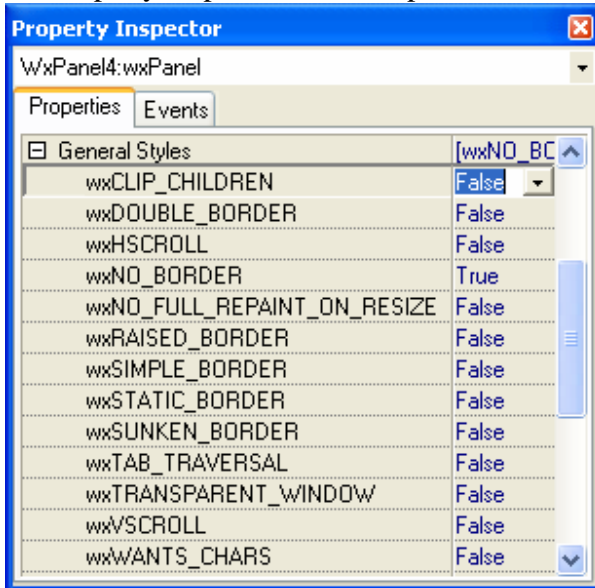 Property Inspector
WxPanel4:wxPanel
Properties Events
General Styles [wxNO_BC
wxCLIP_CHILDREN False
wxDOUBLE_BORDER False
wxHSCROLL False
wxNO_BORDER True
wxNO_FULL_REPAINT_ON_RESIZE False
wxRAISED_BORDER False
wxSIMPLE_BORDER False
wxSTATIC_BORDER False
wxSUNKEN_BORDER False
wxTAB_TRAVERSAL False
wxTRANSPARENT_WINDOW False
wxVSCROLL False
wxWANTS_CHARS False